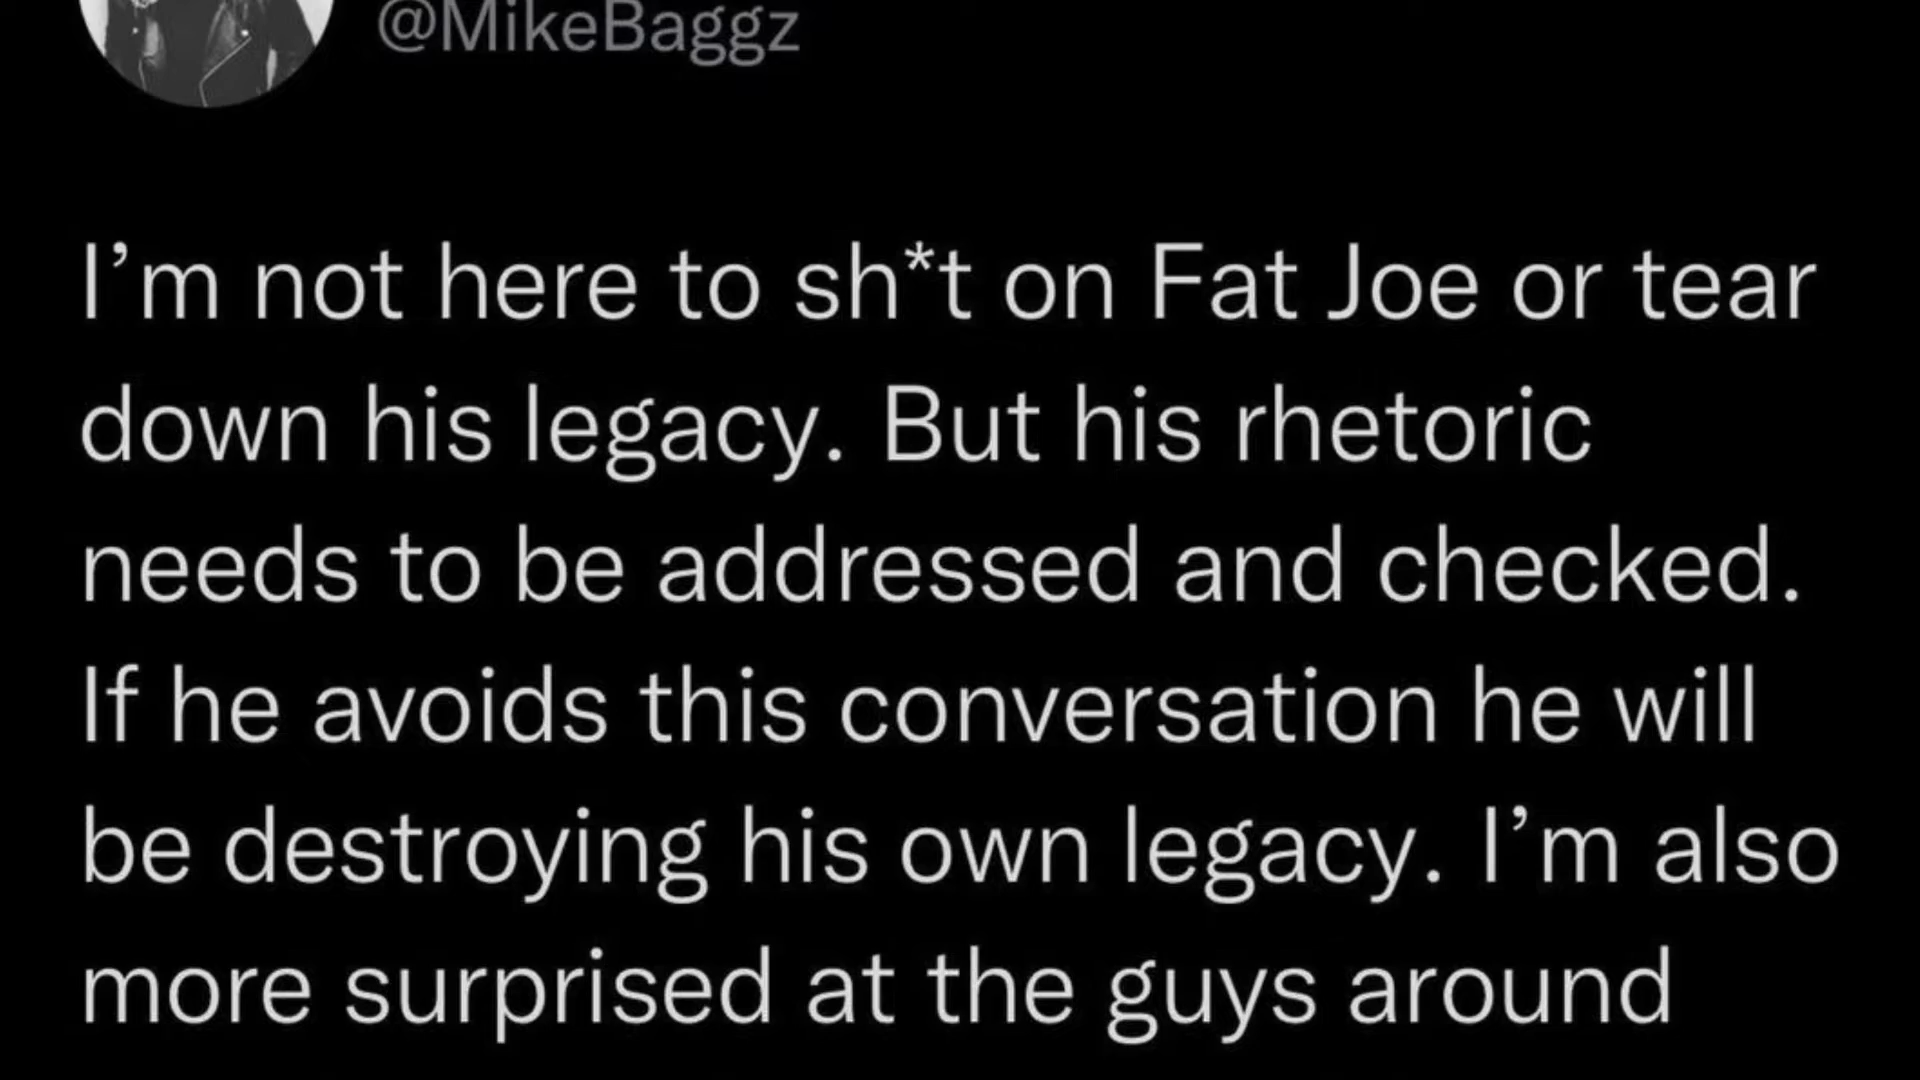 @MikeBaggz
I’m not here to sh*t on Fat Joe or tear
down his legacy. But his rhetoric
needs to be addressed and checked.
If he avoids this conversation he will
be destroying his own legacy. I’m also
more surprised at the guys around